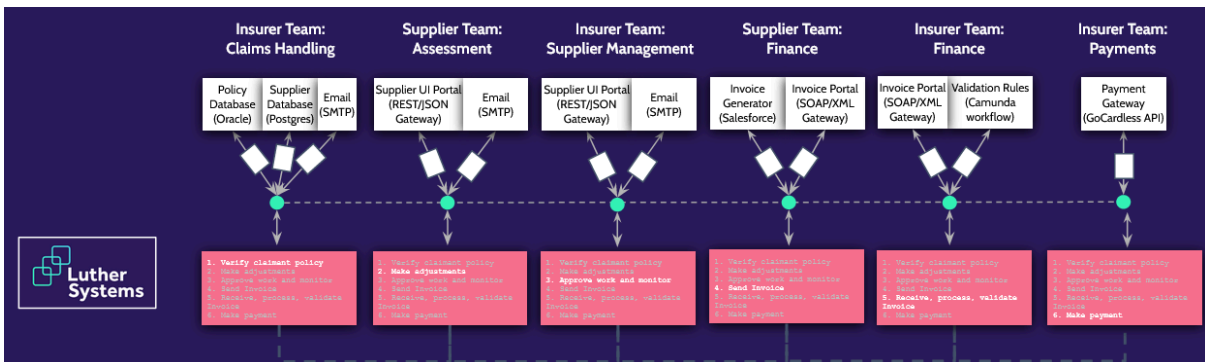 Insurer Team:
Claims Handling
Supplier Team:
Assessment
Insurer Team:
Supplier Management
Supplier Team:
Finance
Insurer Team:
Finance
Insurer Team:
Payments
Policy
Database
(Oracle)
Supplier
Database
(Postgres)
Email
(SMTP)
Supplier UI Portal
(REST/JSON
Gateway)
Email
(SMTP)
Supplier UI Portal
(REST/JSON
Gateway)
Email
(SMTP)
Invoice
Generator
(Salesforce)
Invoice Portal
(SOAP/XML
Gateway)
Invoice Portal
(SOAP/XML
Gateway)
Validation Rules
(Camunda
workflow)
Payment
Gateway
(GoCardless API)
Luther
Systems
1. Verify claimant policy
2. Make adjustments
3. Approve work and monitor
4. Send Invoice
5. Receive, process, validate
Invoice
6. Make payment
1. Verify claimant policy
2. Make adjustments
3. Approve work and monitor
4. Send Invoice
5. Receive, process, validate
Invoice
6. Make payment
1. Verify claimant policy
2. Make adjustments
3. Approve work and monitor
4. Send Invoice
5. Receive, process, validate
Invoice
6. Make payment
1. Verify claimant policy
2. Make adjustments
3. Approve work and monitor
4. Send Invoice
5. Receive, process, validate
Invoice
6. Make payment
1. Verify claimant policy
2. Make adjustments
3. Approve work and monitor
4. Send Invoice
5. Receive, process, validate
Invoice
6. Make payment
1. Verify claimant policy
2. Make adjustments
3. Approve work and monitor
4. Send Invoice
5. Receive, process, validate
Invoice
6. Make payment